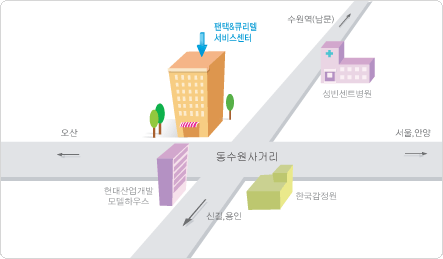 수원역(남문)
팬택&큐리텔
서비스센터
성빈센트병원
오산
서울,안양
동수원사거리
현대산업개발
모델하우스
한국감정원
신길,용인